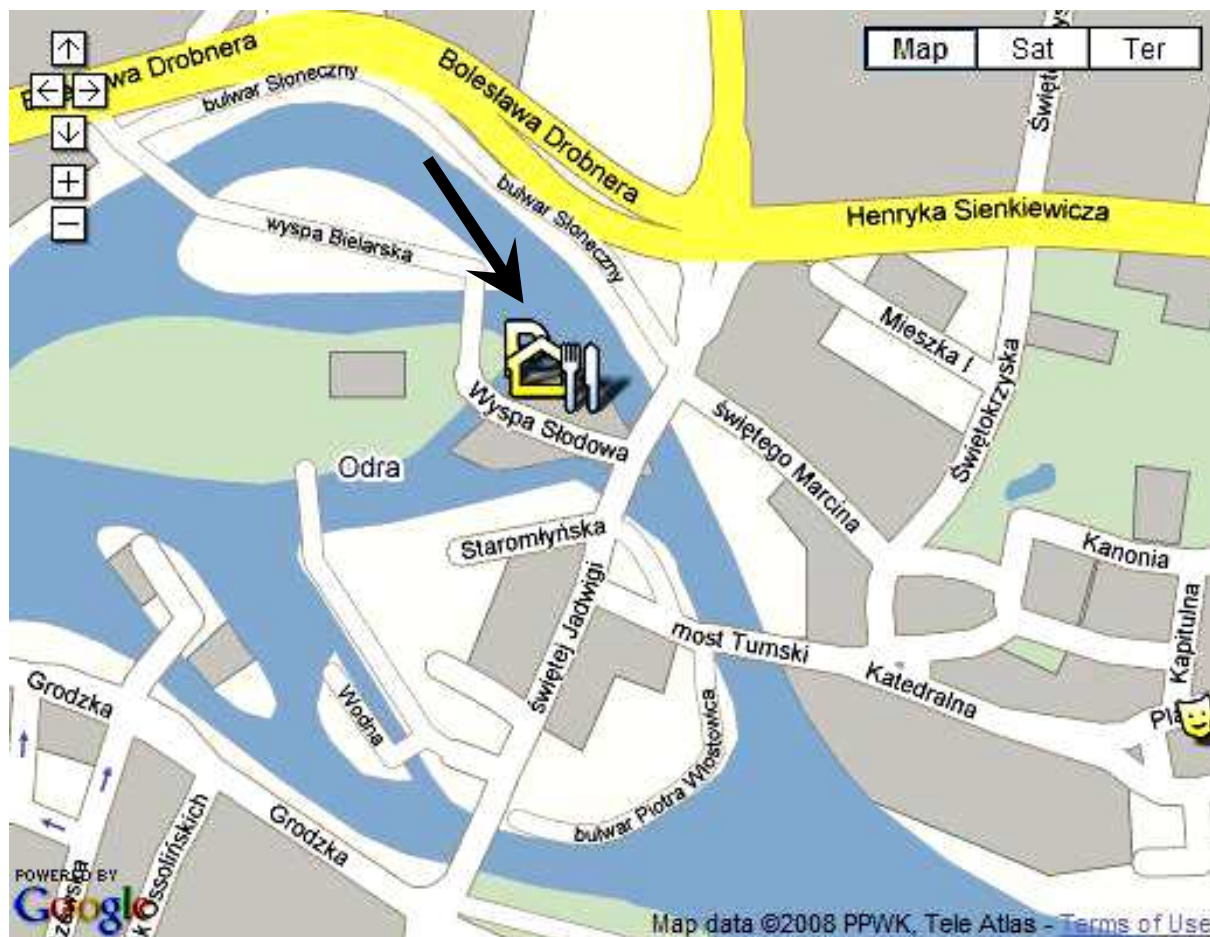 Map Sat Ter
Drobnera
bulwar Słoneczny
Bolesława Drobnera
bulwar Słoneczny
Henryka Sienkiewicza
wyspa Bielarska
Mieszka I
Świętokrzyska
Wyspa Słodowa
świętego Marcina
Odra
Staromłyńska
Kanonia
świętej Jadwigi
most Tumski
Kapitulna
Katedralna
Grodzka
Wodna
bulwar Piotra Włostowica
Grodzka
POWERED BY
Google
Map data ©2008 PPWK, Tele Atlas - Terms of Use